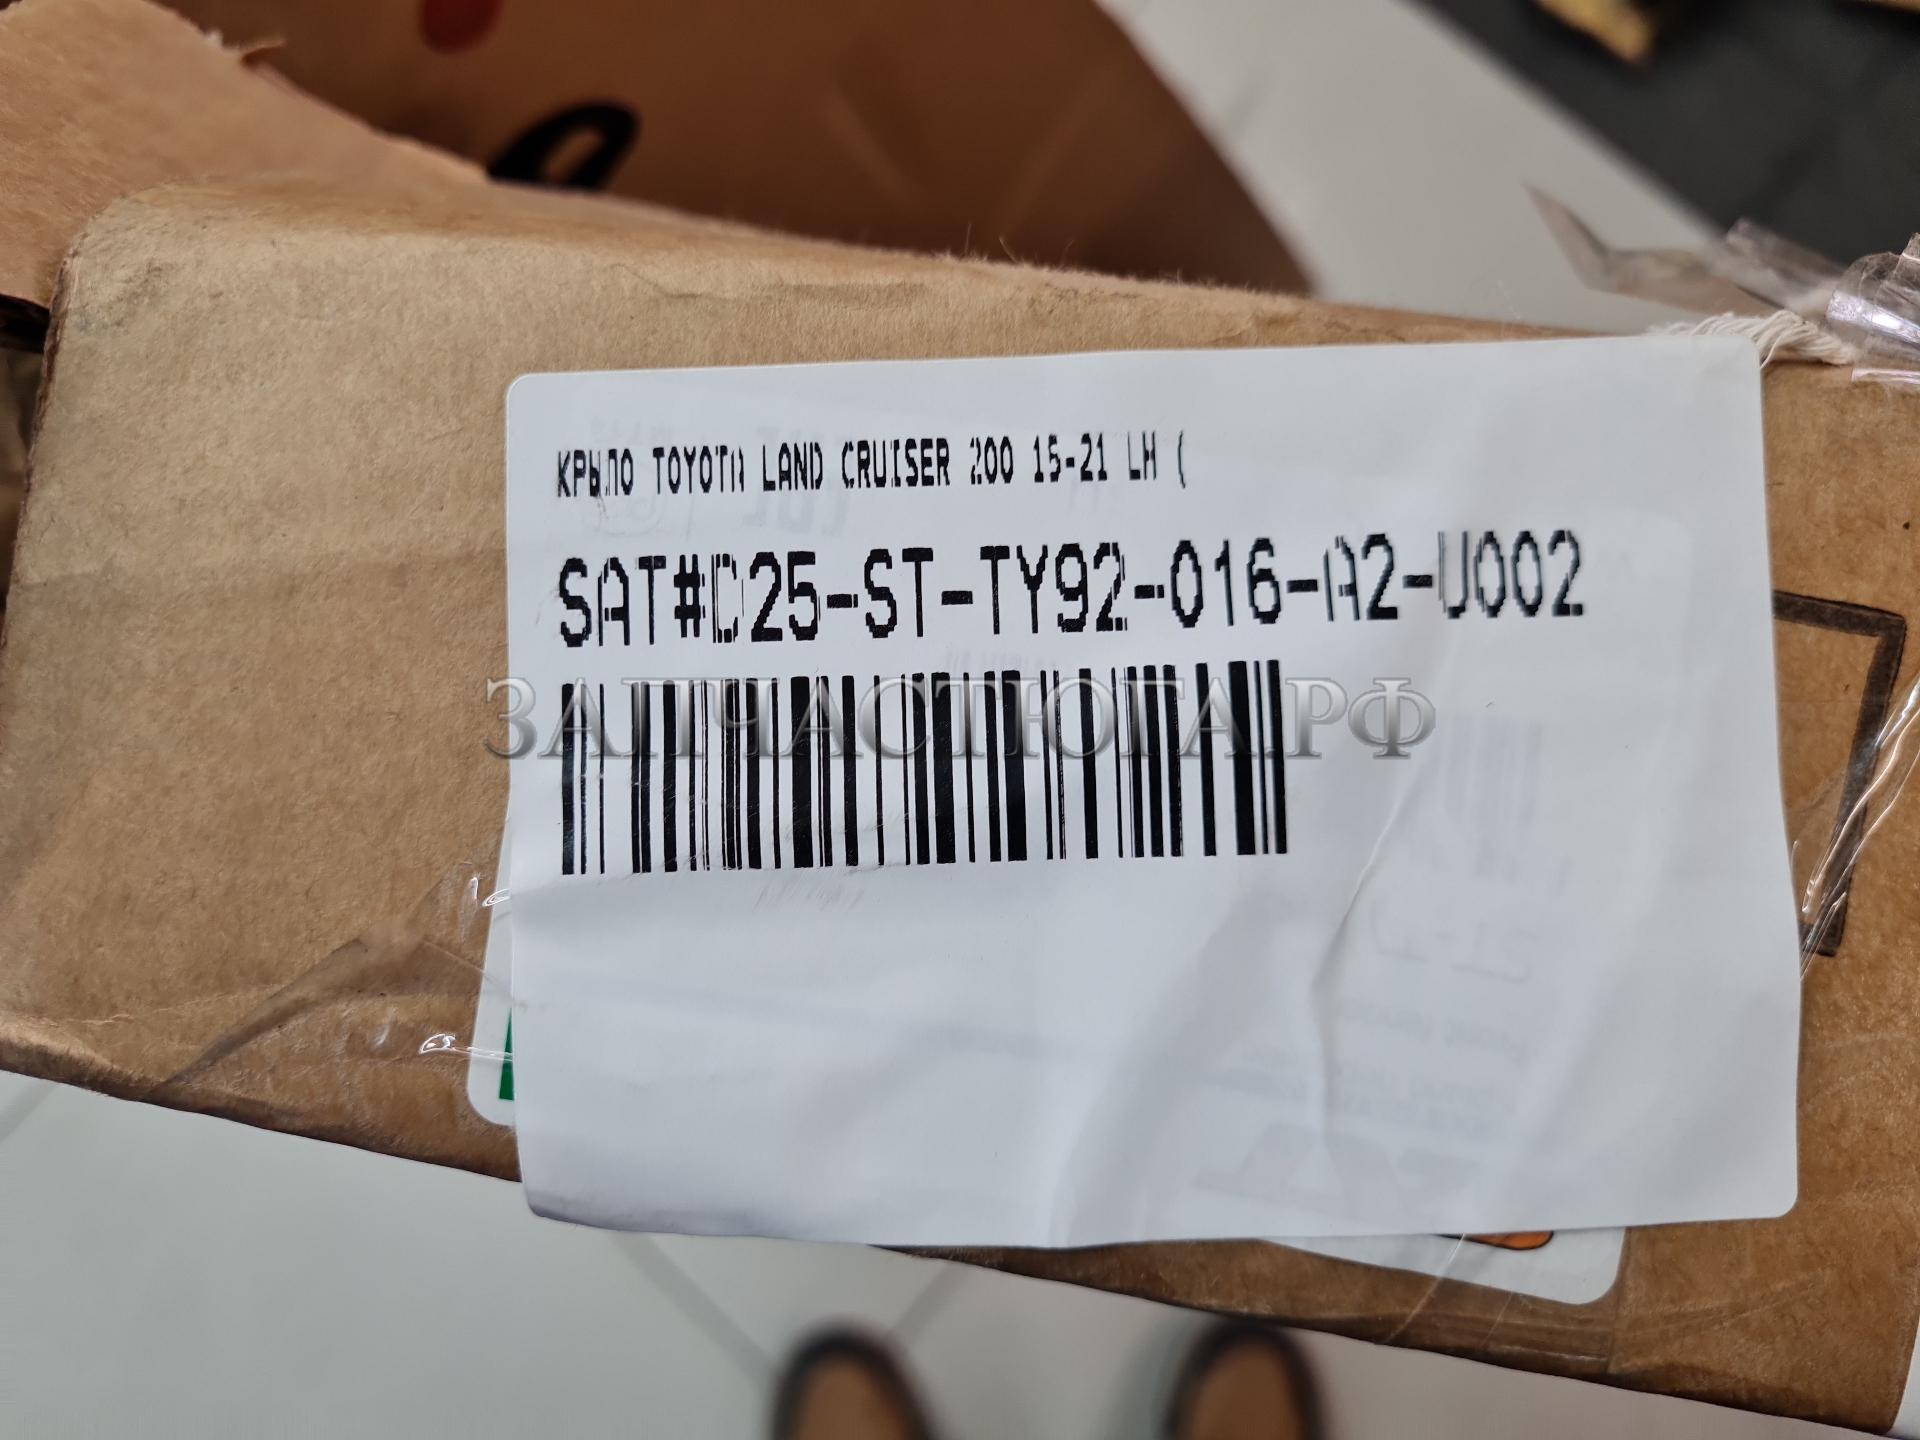 КРЫЛО TOYOTA LAND CRUISER 200 15-21 LH (
SAT#D25-ST-TY92-016-A2-U002
ЗАПЧАСТЮГА.РФ